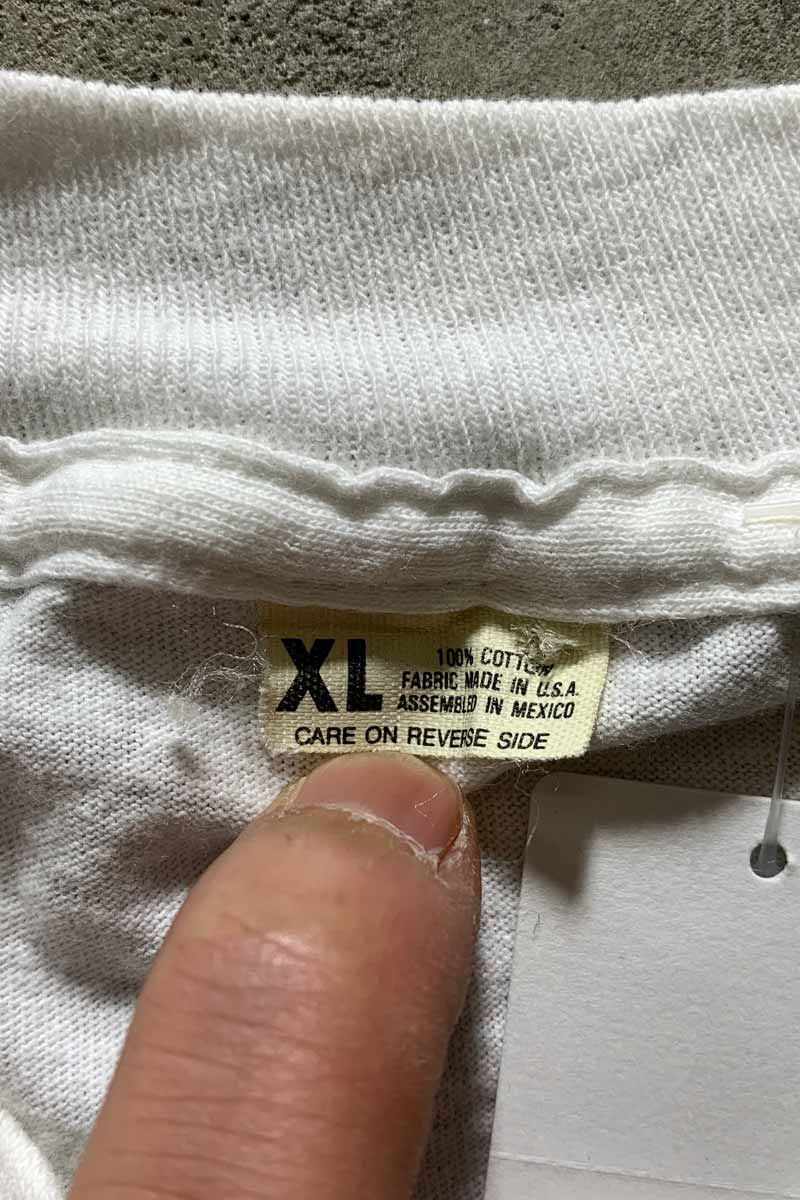 XL
100% COTTON
FABRIC MADE IN U.S.A.
ASSEMBLED IN MEXICO
CARE ON REVERSE SIDE